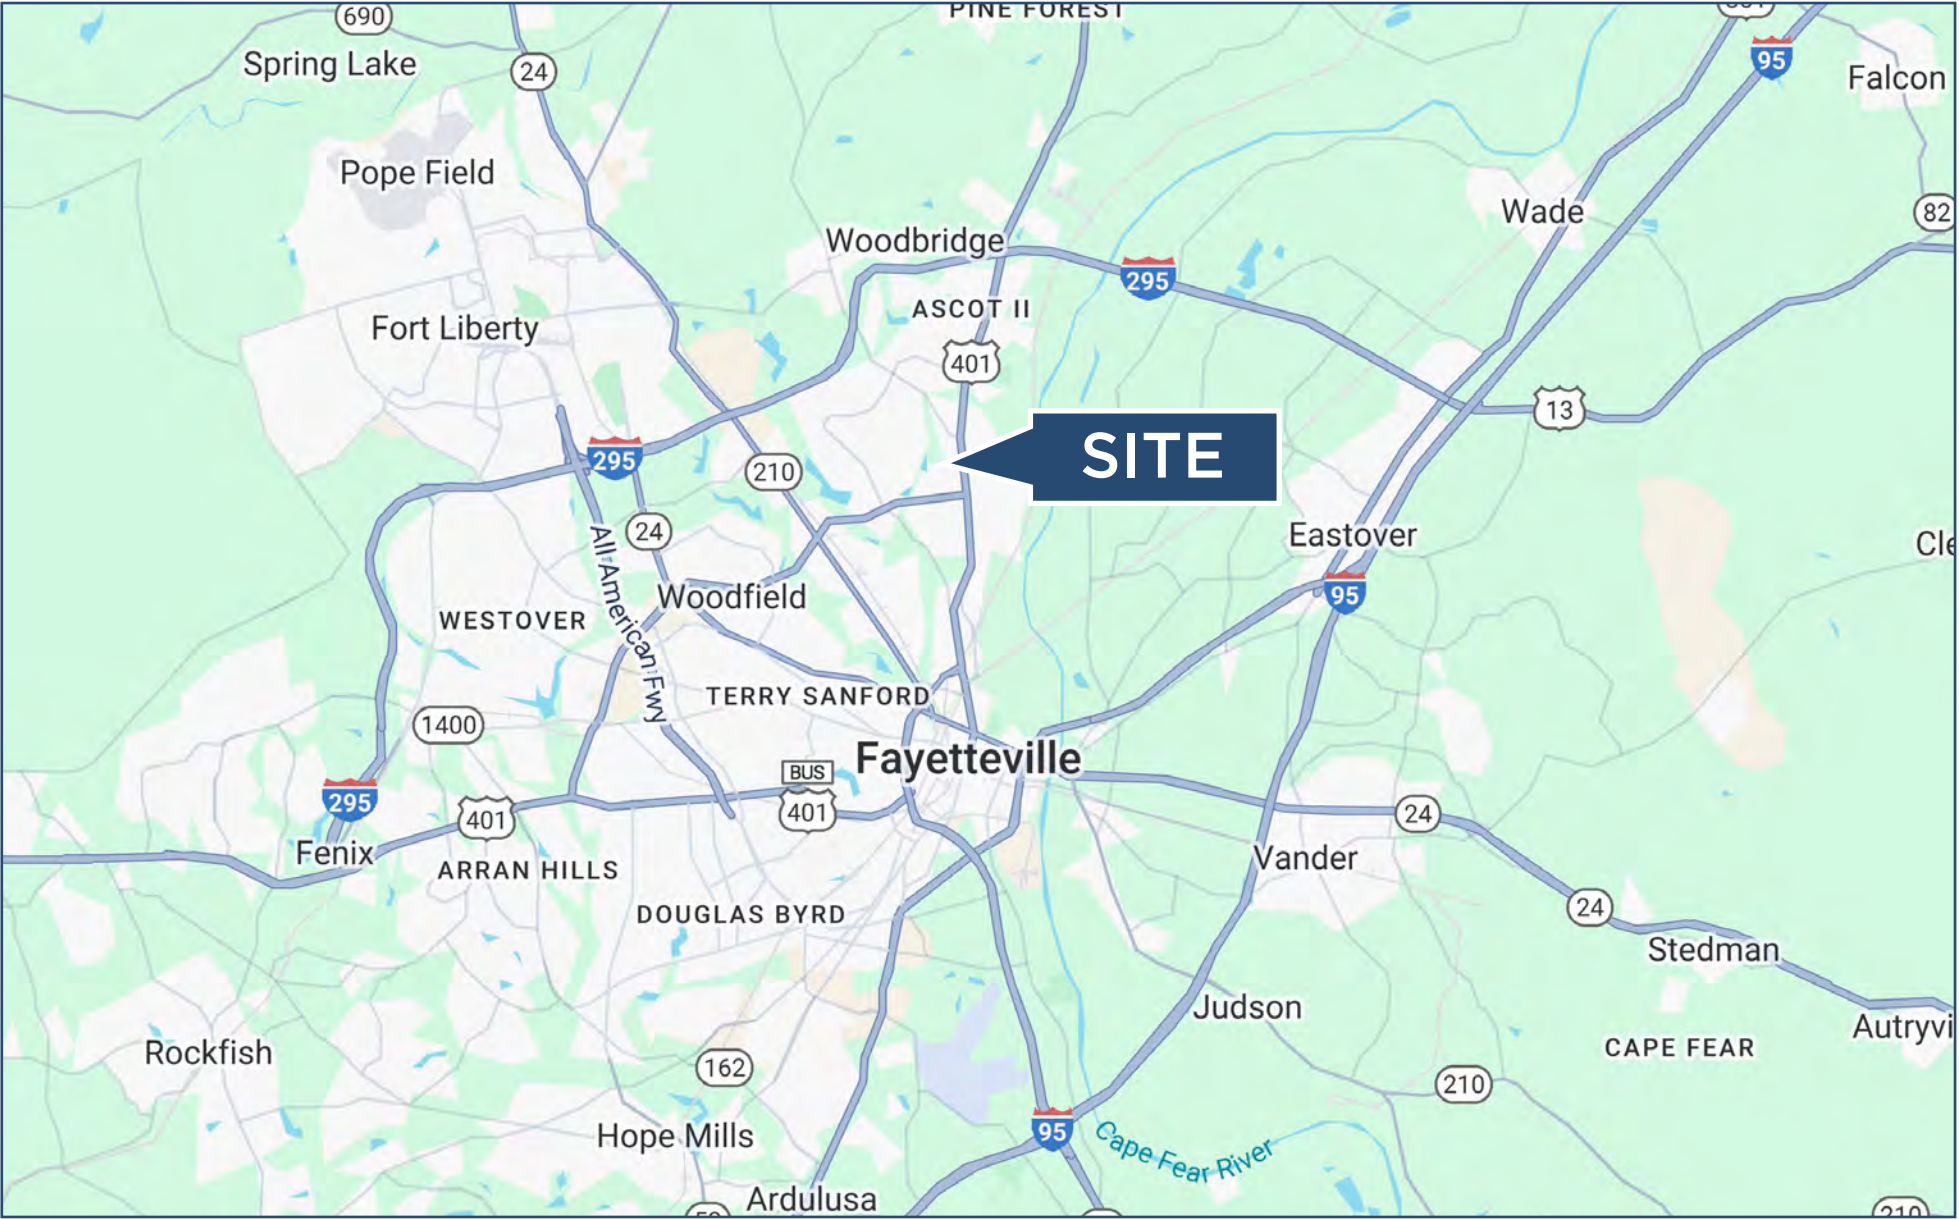 PINE FOREST
690
Spring Lake
24
95
Falcon
Pope Field
Wade
82
Woodbridge
295
ASCOT II
Fort Liberty
401
13
SITE
295
210
24
Eastover
All American Fwy
95
Woodfield
WESTOVER
TERRY SANFORD
1400
Fayetteville
BUS
401
295
401
24
Fenix
Vander
ARRAN HILLS
DOUGLAS BYRD
24
Stedman
Judson
Autryvi
CAPE FEAR
Rockfish
162
210
Hope Mills
95
Cape Fear River
Ardulusa